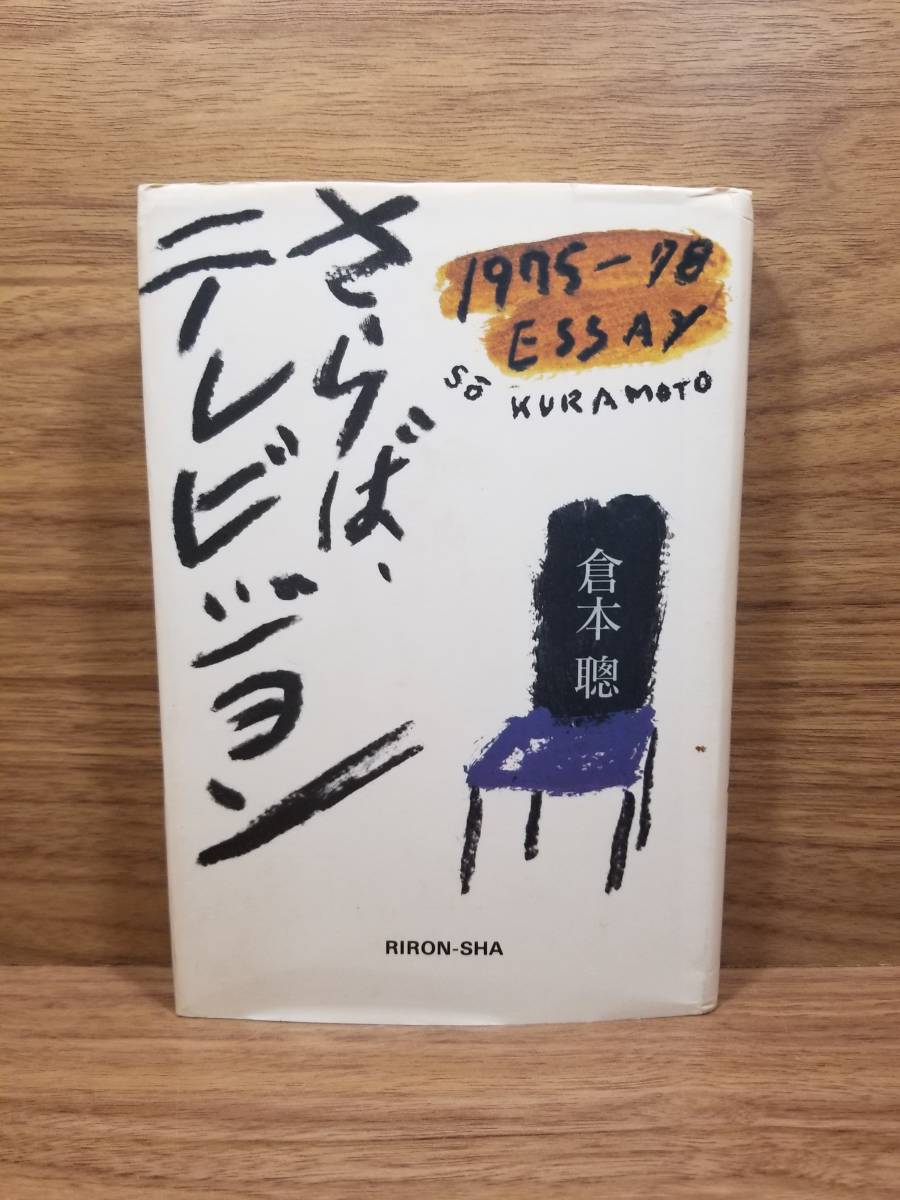 さらば、
テレビジョン
1975-78
ESSAY
Sō KURAMOTO
倉本 聰
RIRON-SHA